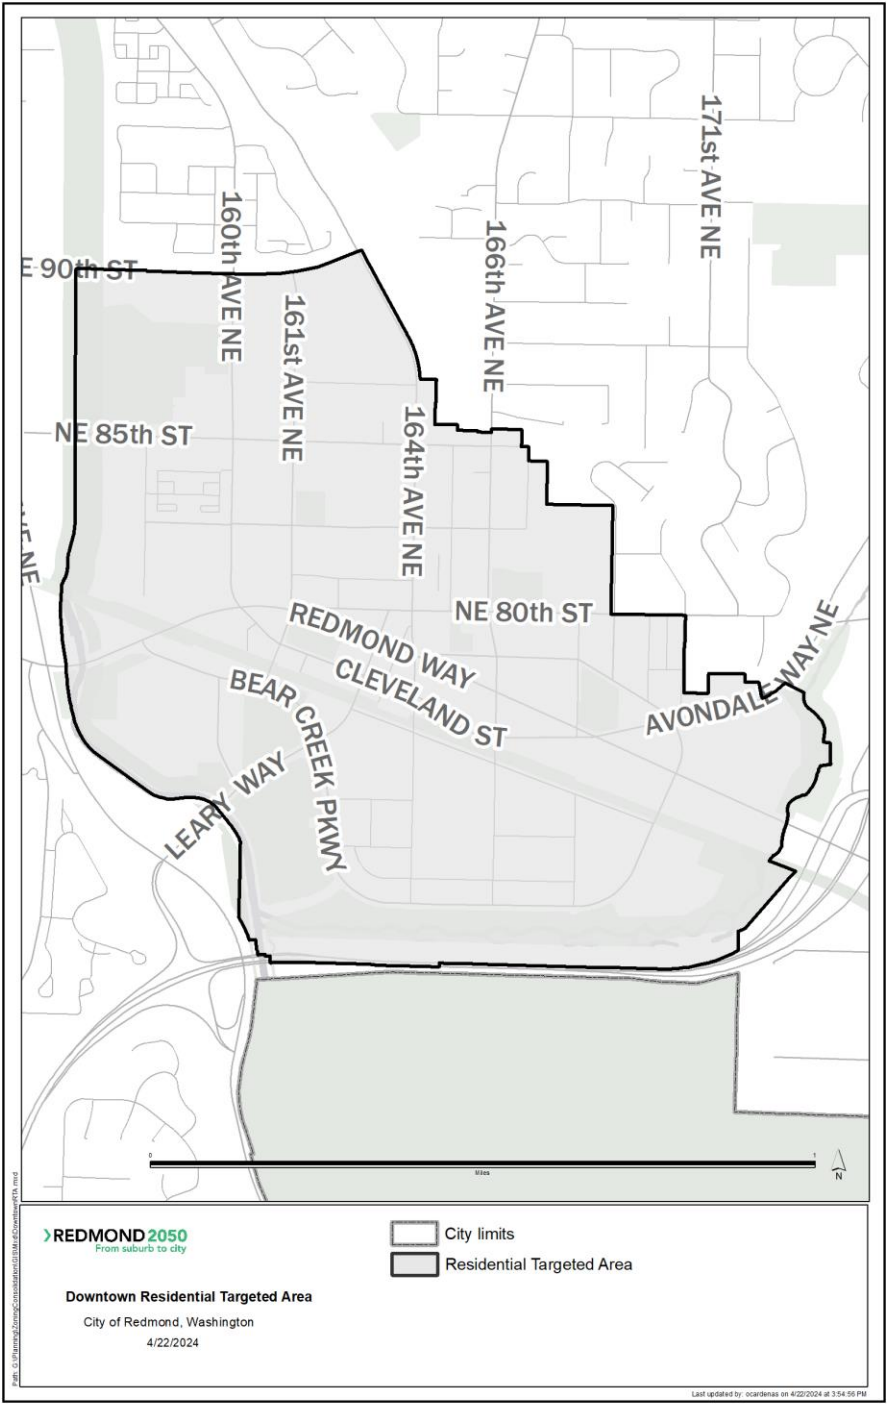 171st AVE NE
160th AVE NE
166th AVE NE
E 90th ST
161st AVE NE
NE 85th ST
164th AVE NE
AVE NE
NE 80th ST
REDMOND WAY
CLEVELAND ST
BEAR CREEK PKWY
AVONDALE WAY NE
LEARY WAY
0
1
Miles
N
REDMOND 2050
From suburb to city
City limits
Residential Targeted Area
Downtown Residential Targeted Area
City of Redmond, Washington
4/22/2024
Last updated by: ocardenas on 4/22/2024 at 3:54:56 PM